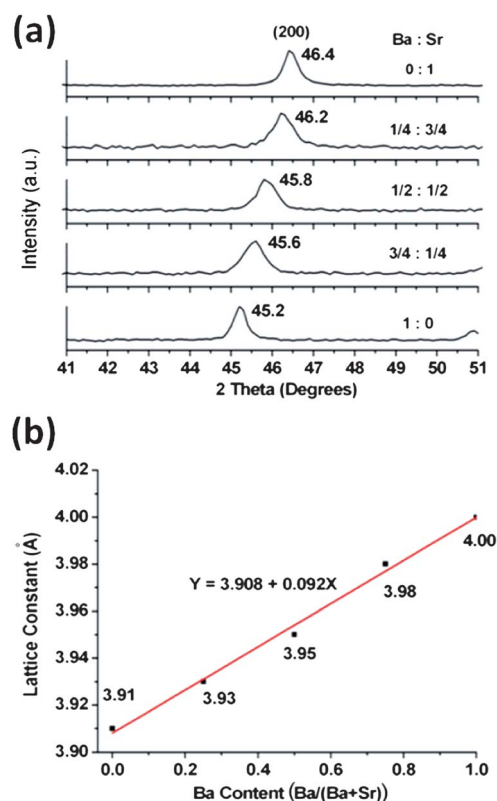 (a)
(200)
46.4
Ba : Sr
0 : 1
46.2
1/4 : 3/4
45.8
1/2 : 1/2
45.6
3/4 : 1/4
45.2
1 : 0
Intensity (a.u.)
41 42 43 44 45 46 47 48 49 50 51
2 Theta (Degrees)
(b)
4.02
4.00
3.98
3.96
3.94
3.92
3.90
Lattice Constant (Å)
Y = 3.908 + 0.092X
4.00
3.98
3.95
3.93
3.91
0.0 0.2 0.4 0.6 0.8 1.0
Ba Content (Ba/(Ba+Sr))